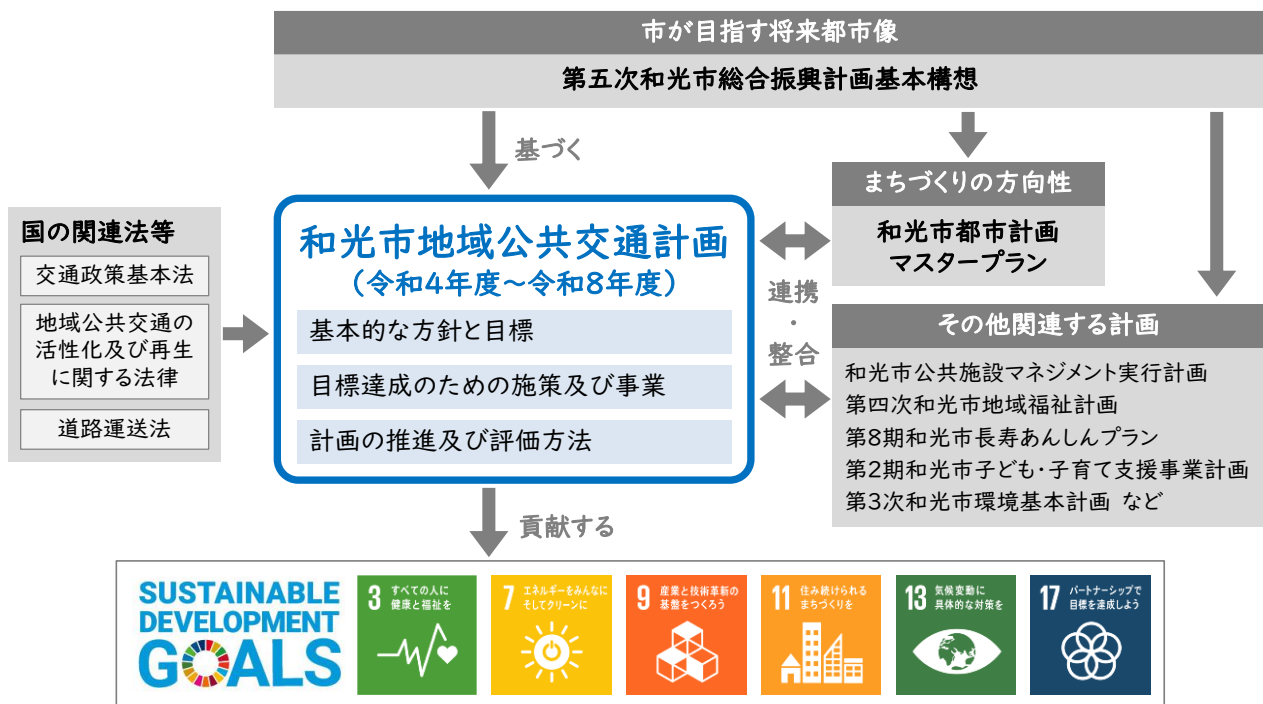 市が目指す将来都市像
第五次和光市総合振興計画基本構想
基づく
まちづくりの方向性
和光市都市計画
マスタープラン
国の関連法等
交通政策基本法
地域公共交通の
活性化及び再生
に関する法律
道路運送法
和光市地域公共交通計画
（令和4年度～令和8年度）
基本的な方針と目標
目標達成のための施策及び事業
計画の推進及び評価方法
連携
・
整合
その他関連する計画
和光市公共施設マネジメント実行計画
第四次和光市地域福祉計画
第8期和光市長寿あんしんプラン
第2期和光市子ども・子育て支援事業計画
第3次和光市環境基本計画 など
貢献する
SUSTAINABLE
DEVELOPMENT
GOALS
3 すべての人に
健康と福祉を
7 エネルギーをみんなに
そしてクリーンに
9 産業と技術革新の
基盤をつくろう
11 住み続けられる
まちづくりを
13 気候変動に
具体的な対策を
17 パートナーシップで
目標を達成しよう